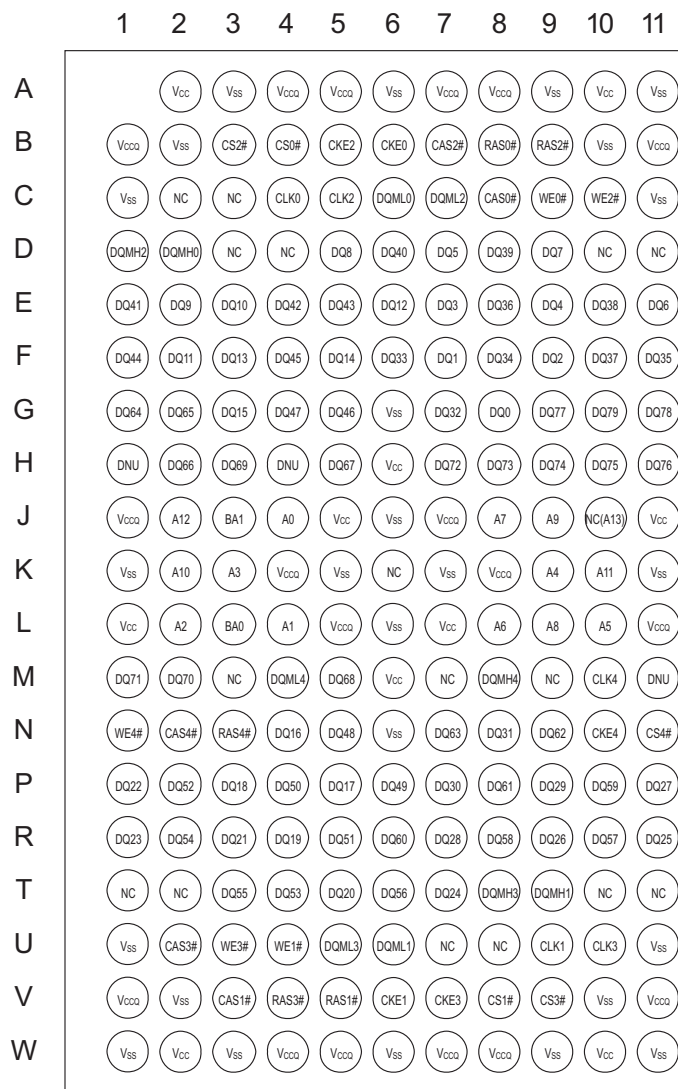 1 2 3 4 5 6 7 8 9 10 11
A VCC VSS VCCQ VCCQ VSS VCCQ VCCQ VSS VCC VSS
B VCCQ VSS CS2# CS0# CKE2 CKE0 CAS2# RAS0# RAS2# VSS VCCQ
C VSS NC NC CLK0 CLK2 DQML0 DQML2 CAS0# WE0# WE2# VSS
D DQMH2 DQMH0 NC NC DQ8 DQ40 DQ5 DQ39 DQ7 NC NC
E DQ41 DQ9 DQ10 DQ42 DQ43 DQ12 DQ3 DQ36 DQ4 DQ38 DQ6
F DQ44 DQ11 DQ13 DQ45 DQ14 DQ33 DQ1 DQ34 DQ2 DQ37 DQ35
G DQ64 DQ65 DQ15 DQ47 DQ46 VSS DQ32 DQ0 DQ77 DQ79 DQ78
H DNU DQ66 DQ69 DNU DQ67 VCC DQ72 DQ73 DQ74 DQ75 DQ76
J VCCQ A12 BA1 A0 VCC VSS VCCQ A7 A9 NC(A13) VCC
K VSS A10 A3 VCCQ VSS NC VSS VCCQ A4 A11 VSS
L VCC A2 BA0 A1 VCCQ VSS VCC A6 A8 A5 VCCQ
M DQ71 DQ70 NC DQML4 DQ68 VCC NC DQMH4 NC CLK4 DNU
N WE4# CAS4# RAS4# DQ16 DQ48 VSS DQ63 DQ31 DQ62 CKE4 CS4#
P DQ22 DQ52 DQ18 DQ50 DQ17 DQ49 DQ30 DQ61 DQ29 DQ59 DQ27
R DQ23 DQ54 DQ21 DQ19 DQ51 DQ60 DQ28 DQ58 DQ26 DQ57 DQ25
T NC NC DQ55 DQ53 DQ20 DQ56 DQ24 DQMH3 DQMH1 NC NC
U VSS CAS3# WE3# WE1# DQML3 DQML1 NC NC CLK1 CLK3 VSS
V VCCQ VSS CAS1# RAS3# RAS1# CKE1 CKE3 CS1# CS3# VSS VCCQ
W VSS VCC VSS VCCQ VCCQ VSS VCCQ VCCQ VSS VCC VSS